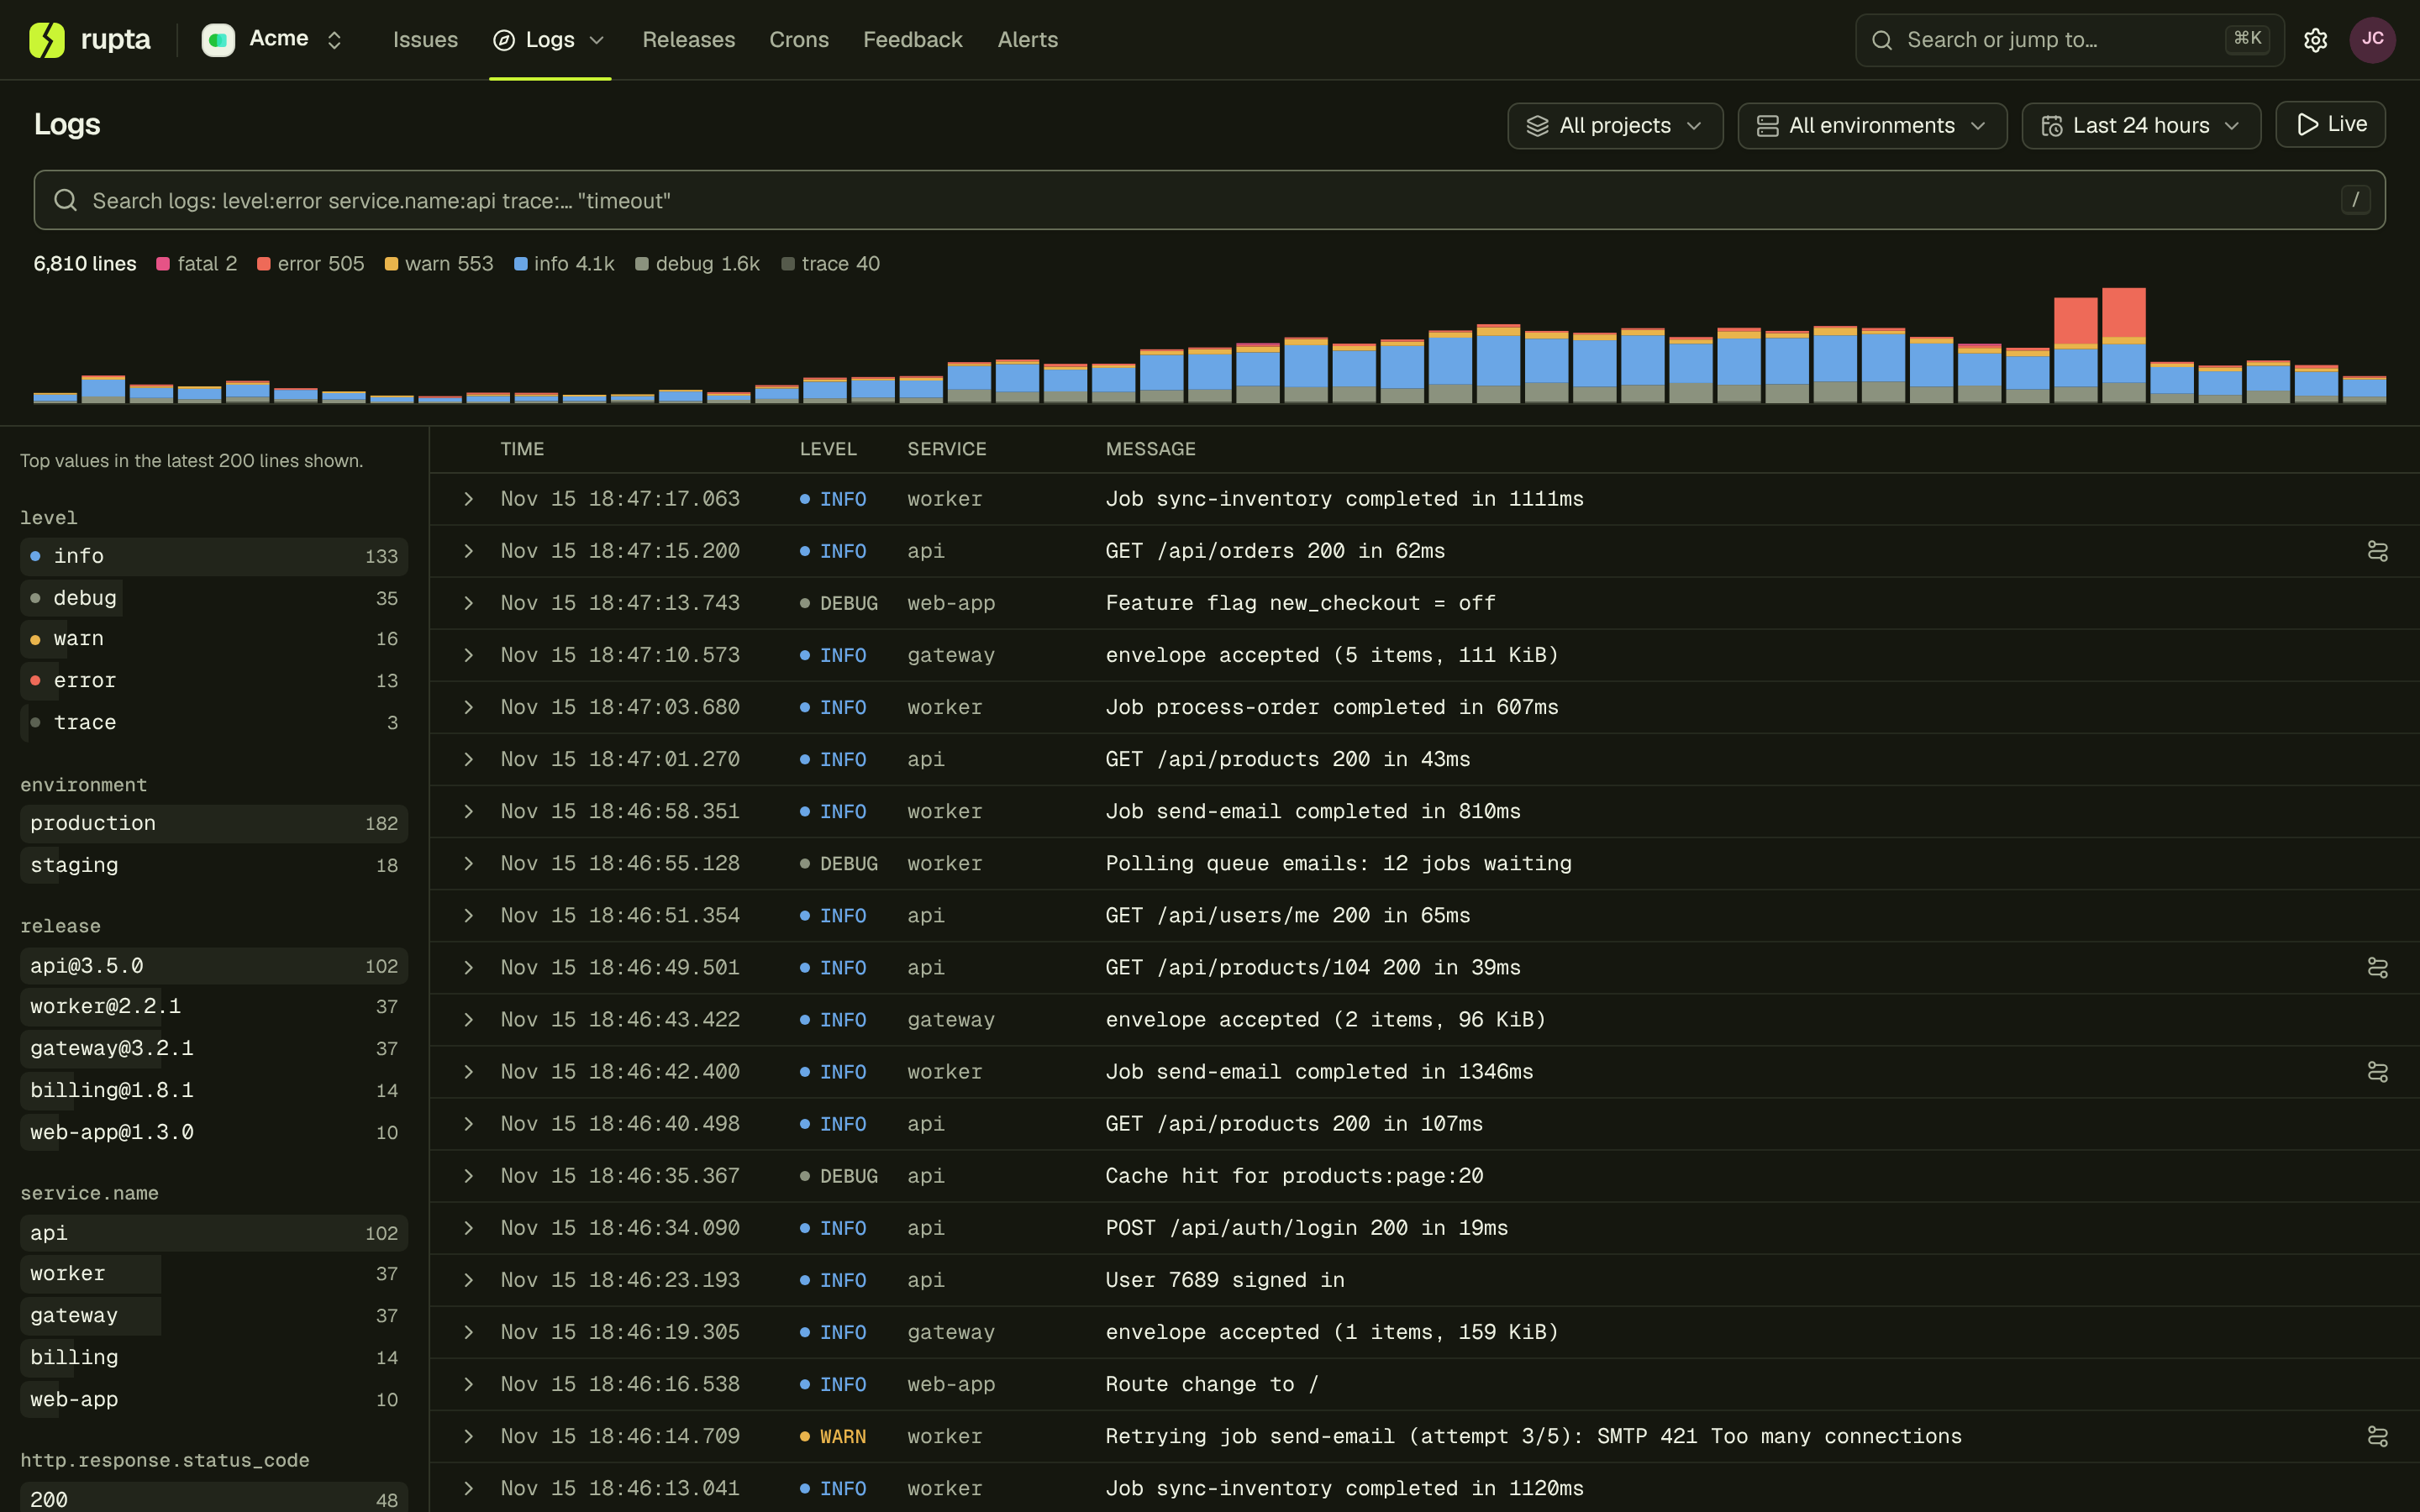 rupta Acme Issues Logs Releases Crons Feedback Alerts Search or jump to... ⌘K JC
Logs All projects All environments Last 24 hours Live
Search logs: level:error service.name:api trace:... "timeout" /
6,810 lines fatal 2 error 505 warn 553 info 4.1k debug 1.6k trace 40
Top values in the latest 200 lines shown.
level
info 133
debug 35
warn 16
error 13
trace 3
environment
production 182
staging 18
release
api@3.5.0 102
worker@2.2.1 37
gateway@3.2.1 37
billing@1.8.1 14
web-app@1.3.0 10
service.name
api 102
worker 37
gateway 37
billing 14
web-app 10
http.response.status_code
200 48
TIME LEVEL SERVICE MESSAGE
Nov 15 18:47:17.063 INFO worker Job sync-inventory completed in 1111ms
Nov 15 18:47:15.200 INFO api GET /api/orders 200 in 62ms
Nov 15 18:47:13.743 DEBUG web-app Feature flag new_checkout = off
Nov 15 18:47:10.573 INFO gateway envelope accepted (5 items, 111 KiB)
Nov 15 18:47:03.680 INFO worker Job process-order completed in 607ms
Nov 15 18:47:01.270 INFO api GET /api/products 200 in 43ms
Nov 15 18:46:58.351 INFO worker Job send-email completed in 810ms
Nov 15 18:46:55.128 DEBUG worker Polling queue emails: 12 jobs waiting
Nov 15 18:46:51.354 INFO api GET /api/users/me 200 in 65ms
Nov 15 18:46:49.501 INFO api GET /api/products/104 200 in 39ms
Nov 15 18:46:43.422 INFO gateway envelope accepted (2 items, 96 KiB)
Nov 15 18:46:42.400 INFO worker Job send-email completed in 1346ms
Nov 15 18:46:40.498 INFO api GET /api/products 200 in 107ms
Nov 15 18:46:35.367 DEBUG api Cache hit for products:page:20
Nov 15 18:46:34.090 INFO api POST /api/auth/login 200 in 19ms
Nov 15 18:46:23.193 INFO api User 7689 signed in
Nov 15 18:46:19.305 INFO gateway envelope accepted (1 items, 159 KiB)
Nov 15 18:46:16.538 INFO web-app Route change to /
Nov 15 18:46:14.709 WARN worker Retrying job send-email (attempt 3/5): SMTP 421 Too many connections
Nov 15 18:46:13.041 INFO worker Job sync-inventory completed in 1120ms